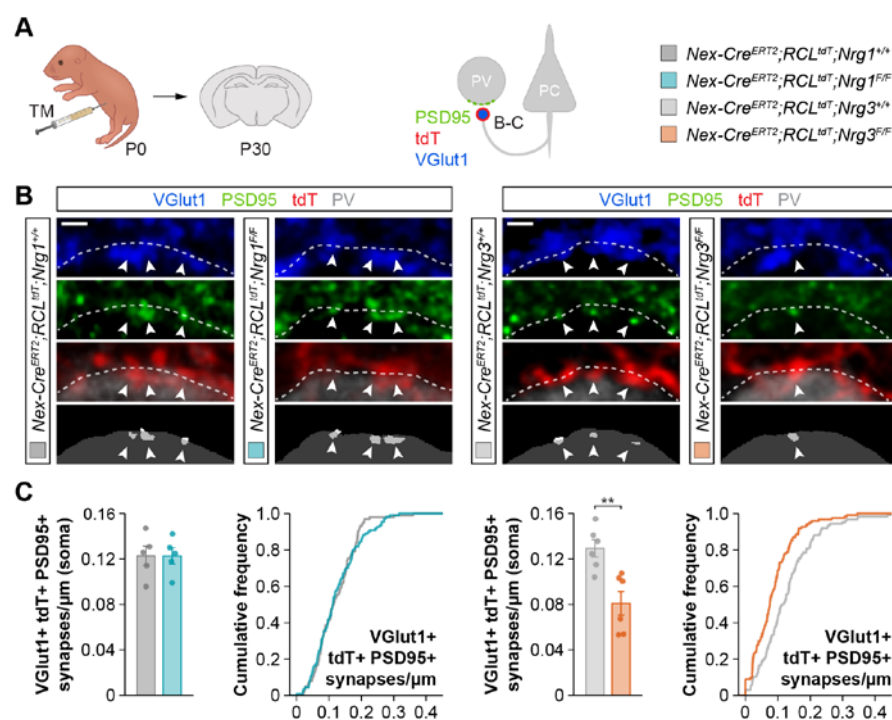 A
TM
P0
P30
PV
PC
PSD95
tdT
VGlut1
B-C
Nex-CreERT2;RCLtdT;Nrg1+/+
Nex-CreERT2;RCLtdT;Nrg1F/F
Nex-CreERT2;RCLtdT;Nrg3+/+
Nex-CreERT2;RCLtdT;Nrg3F/F
B
VGlut1 PSD95 tdT PV
VGlut1 PSD95 tdT PV
Nex-CreERT2;RCLtdT;Nrg1+/+
Nex-CreERT2;RCLtdT;Nrg1F/F
Nex-CreERT2;RCLtdT;Nrg3+/+
Nex-CreERT2;RCLtdT;Nrg3F/F
C
VGlut1+ tdT+ PSD95+
synapses/µm (soma)
0.16
0.12
0.08
0.04
0
Cumulative frequency
1.0
0.8
0.6
0.4
0.2
0
VGlut1+
tdT+ PSD95+
synapses/µm
0 0.1 0.2 0.3 0.4
VGlut1+ tdT+ PSD95+
synapses/µm (soma)
0.16
0.12
0.08
0.04
0
**
Cumulative frequency
1.0
0.8
0.6
0.4
0.2
0
VGlut1+
tdT+ PSD95+
synapses/µm
0 0.1 0.2 0.3 0.4